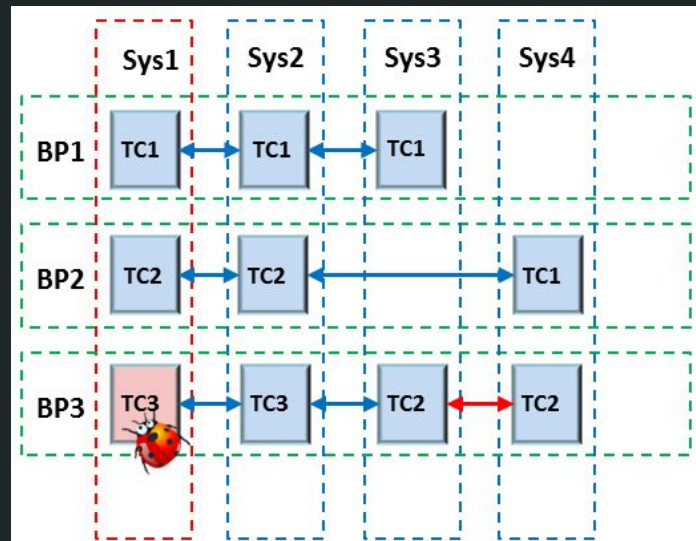 Sys1 Sys2 Sys3 Sys4
BP1 TC1 TC1 TC1
BP2 TC2 TC2 TC1
BP3 TC3 TC3 TC2 TC2